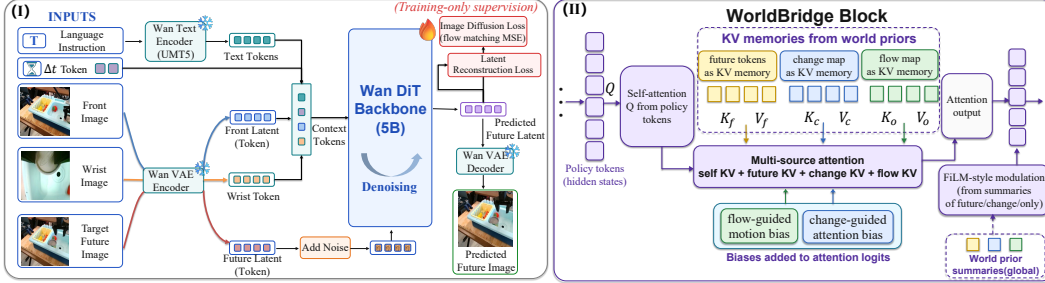 (I)
INPUTS
T
Language
Instruction
Wan Text
Encoder
(UMT5)
Text Tokens
Δt Token
Front
Image
Wrist
Image
Target
Future
Image
Wan VAE
Encoder
Front Latent
(Token)
Wrist Token
Future Latent
(Token)
Add Noise
Context
Tokens
Wan DiT
Backbone
(5B)
Denoising
(Training-only supervision)
Image Diffusion Loss
(flow matching MSE)
Latent
Reconstruction Loss
Predicted
Future Latent
Wan VAE
Decoder
Predicted
Future Image
(II)
WorldBridge Block
KV memories from world priors
future tokens
as KV memory
change map
as KV memory
flow map
as KV memory
K_f V_f
K_c V_c
K_o V_o
Q
Self-attention
Q from policy
tokens
Policy tokens
(hidden states)
Multi-source attention
self KV + future KV + change KV + flow KV
flow-guided
motion bias
change-guided
attention bias
Biases added to attention logits
Attention
output
FiLM-style modulation
(from summaries
of future/change/only)
World prior
summaries(global)